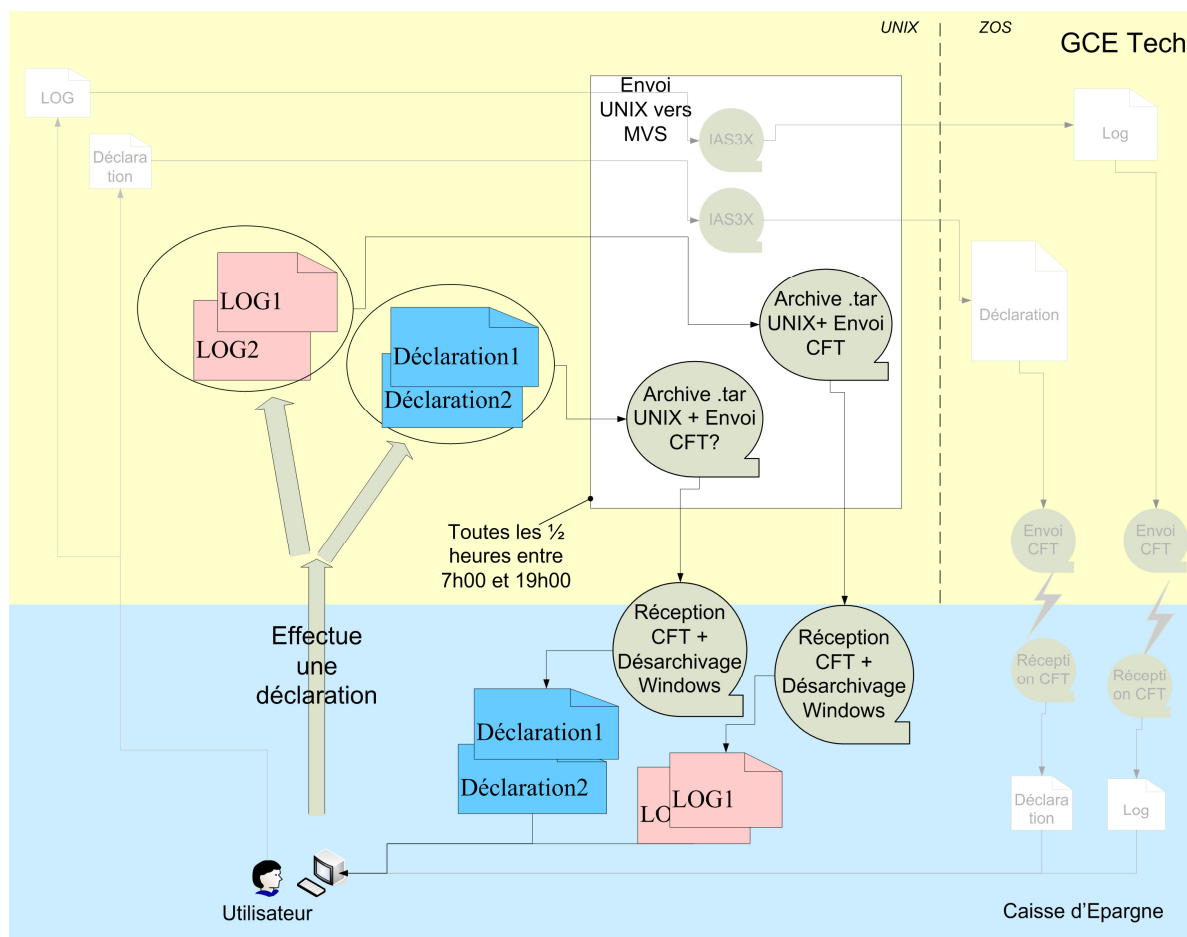 UNIX
ZOS
GCE Tech
LOG
Déclara
tion
Envoi
UNIX vers
MVS
IAS3X
IAS3X
Log
Déclaration
LOG1
LOG2
Déclaration1
Déclaration2
Archive .tar
UNIX+ Envoi
CFT
Archive .tar
UNIX + Envoi
CFT?
Toutes les ½
heures entre
7h00 et 19h00
Envoi
CFT
Envoi
CFT
Effectue
une
déclaration
Réception
CFT +
Désarchivage
Windows
Réception
CFT +
Désarchivage
Windows
Récepti
on CFT
Récepti
on CFT
Déclaration1
Déclaration2
LOG1
LO
Déclara
tion
Log
Utilisateur
Caisse d'Epargne